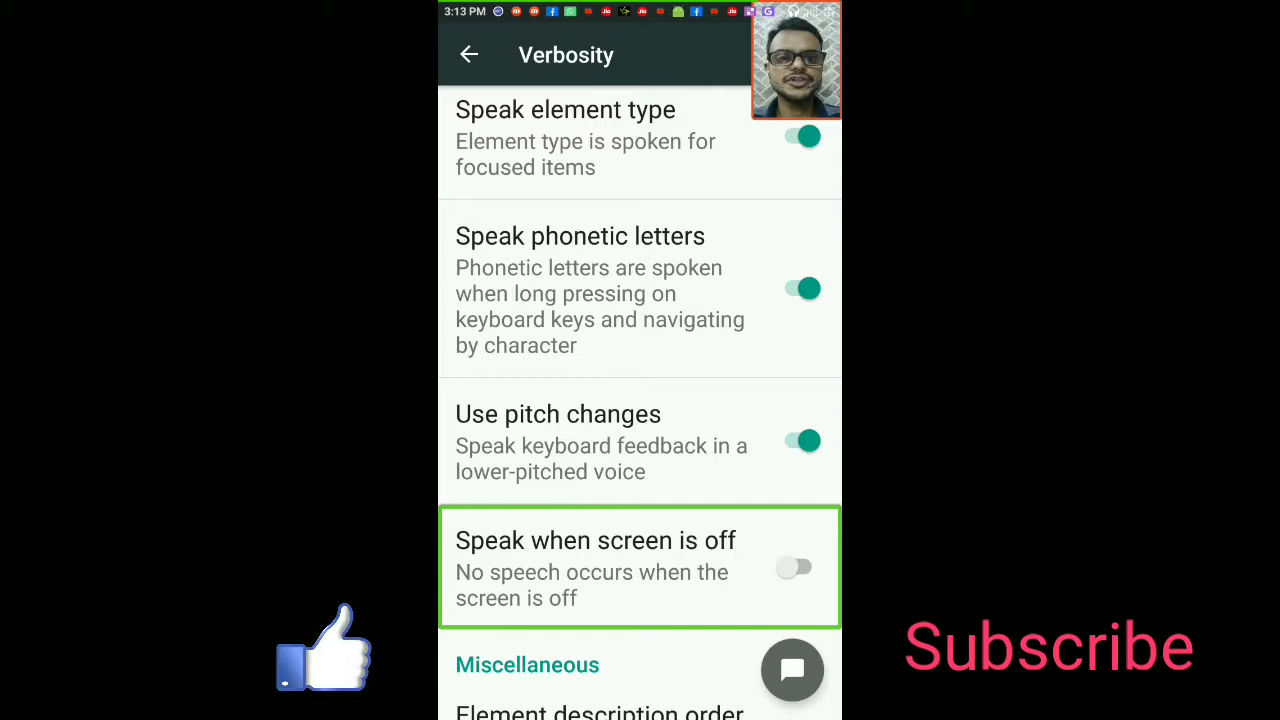 3:13 PM
Verbosity
Speak element type
Element type is spoken for
focused items
Speak phonetic letters
Phonetic letters are spoken
when long pressing on
keyboard keys and navigating
by character
Use pitch changes
Speak keyboard feedback in a
lower-pitched voice
Speak when screen is off
No speech occurs when the
screen is off
Subscribe
Miscellaneous
Element description order